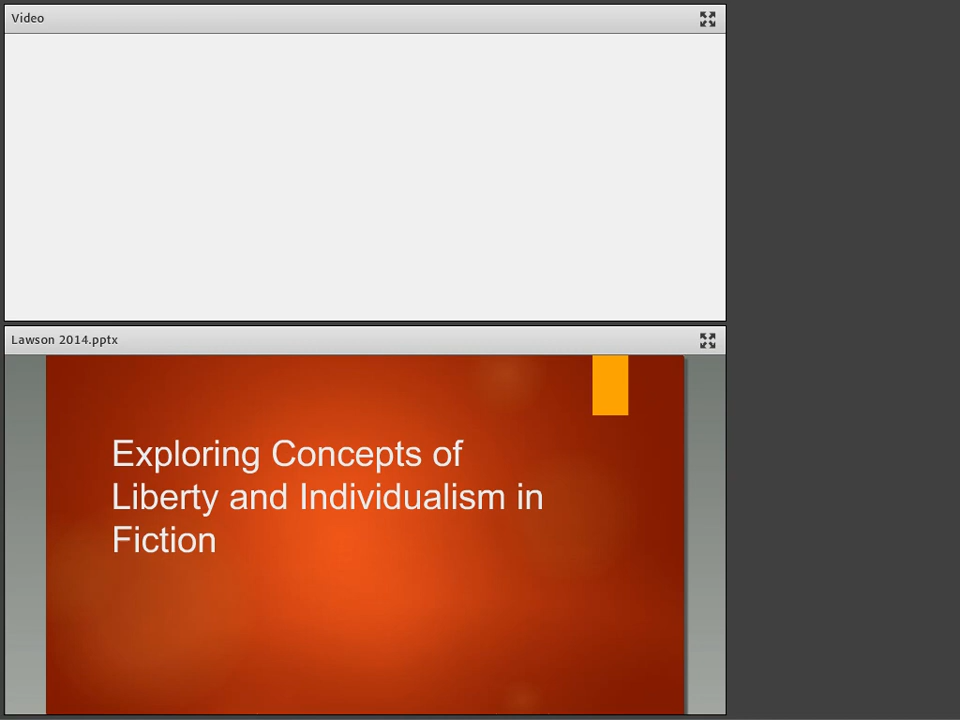 Video
Lawson 2014.pptx
Exploring Concepts of
Liberty and Individualism in
Fiction